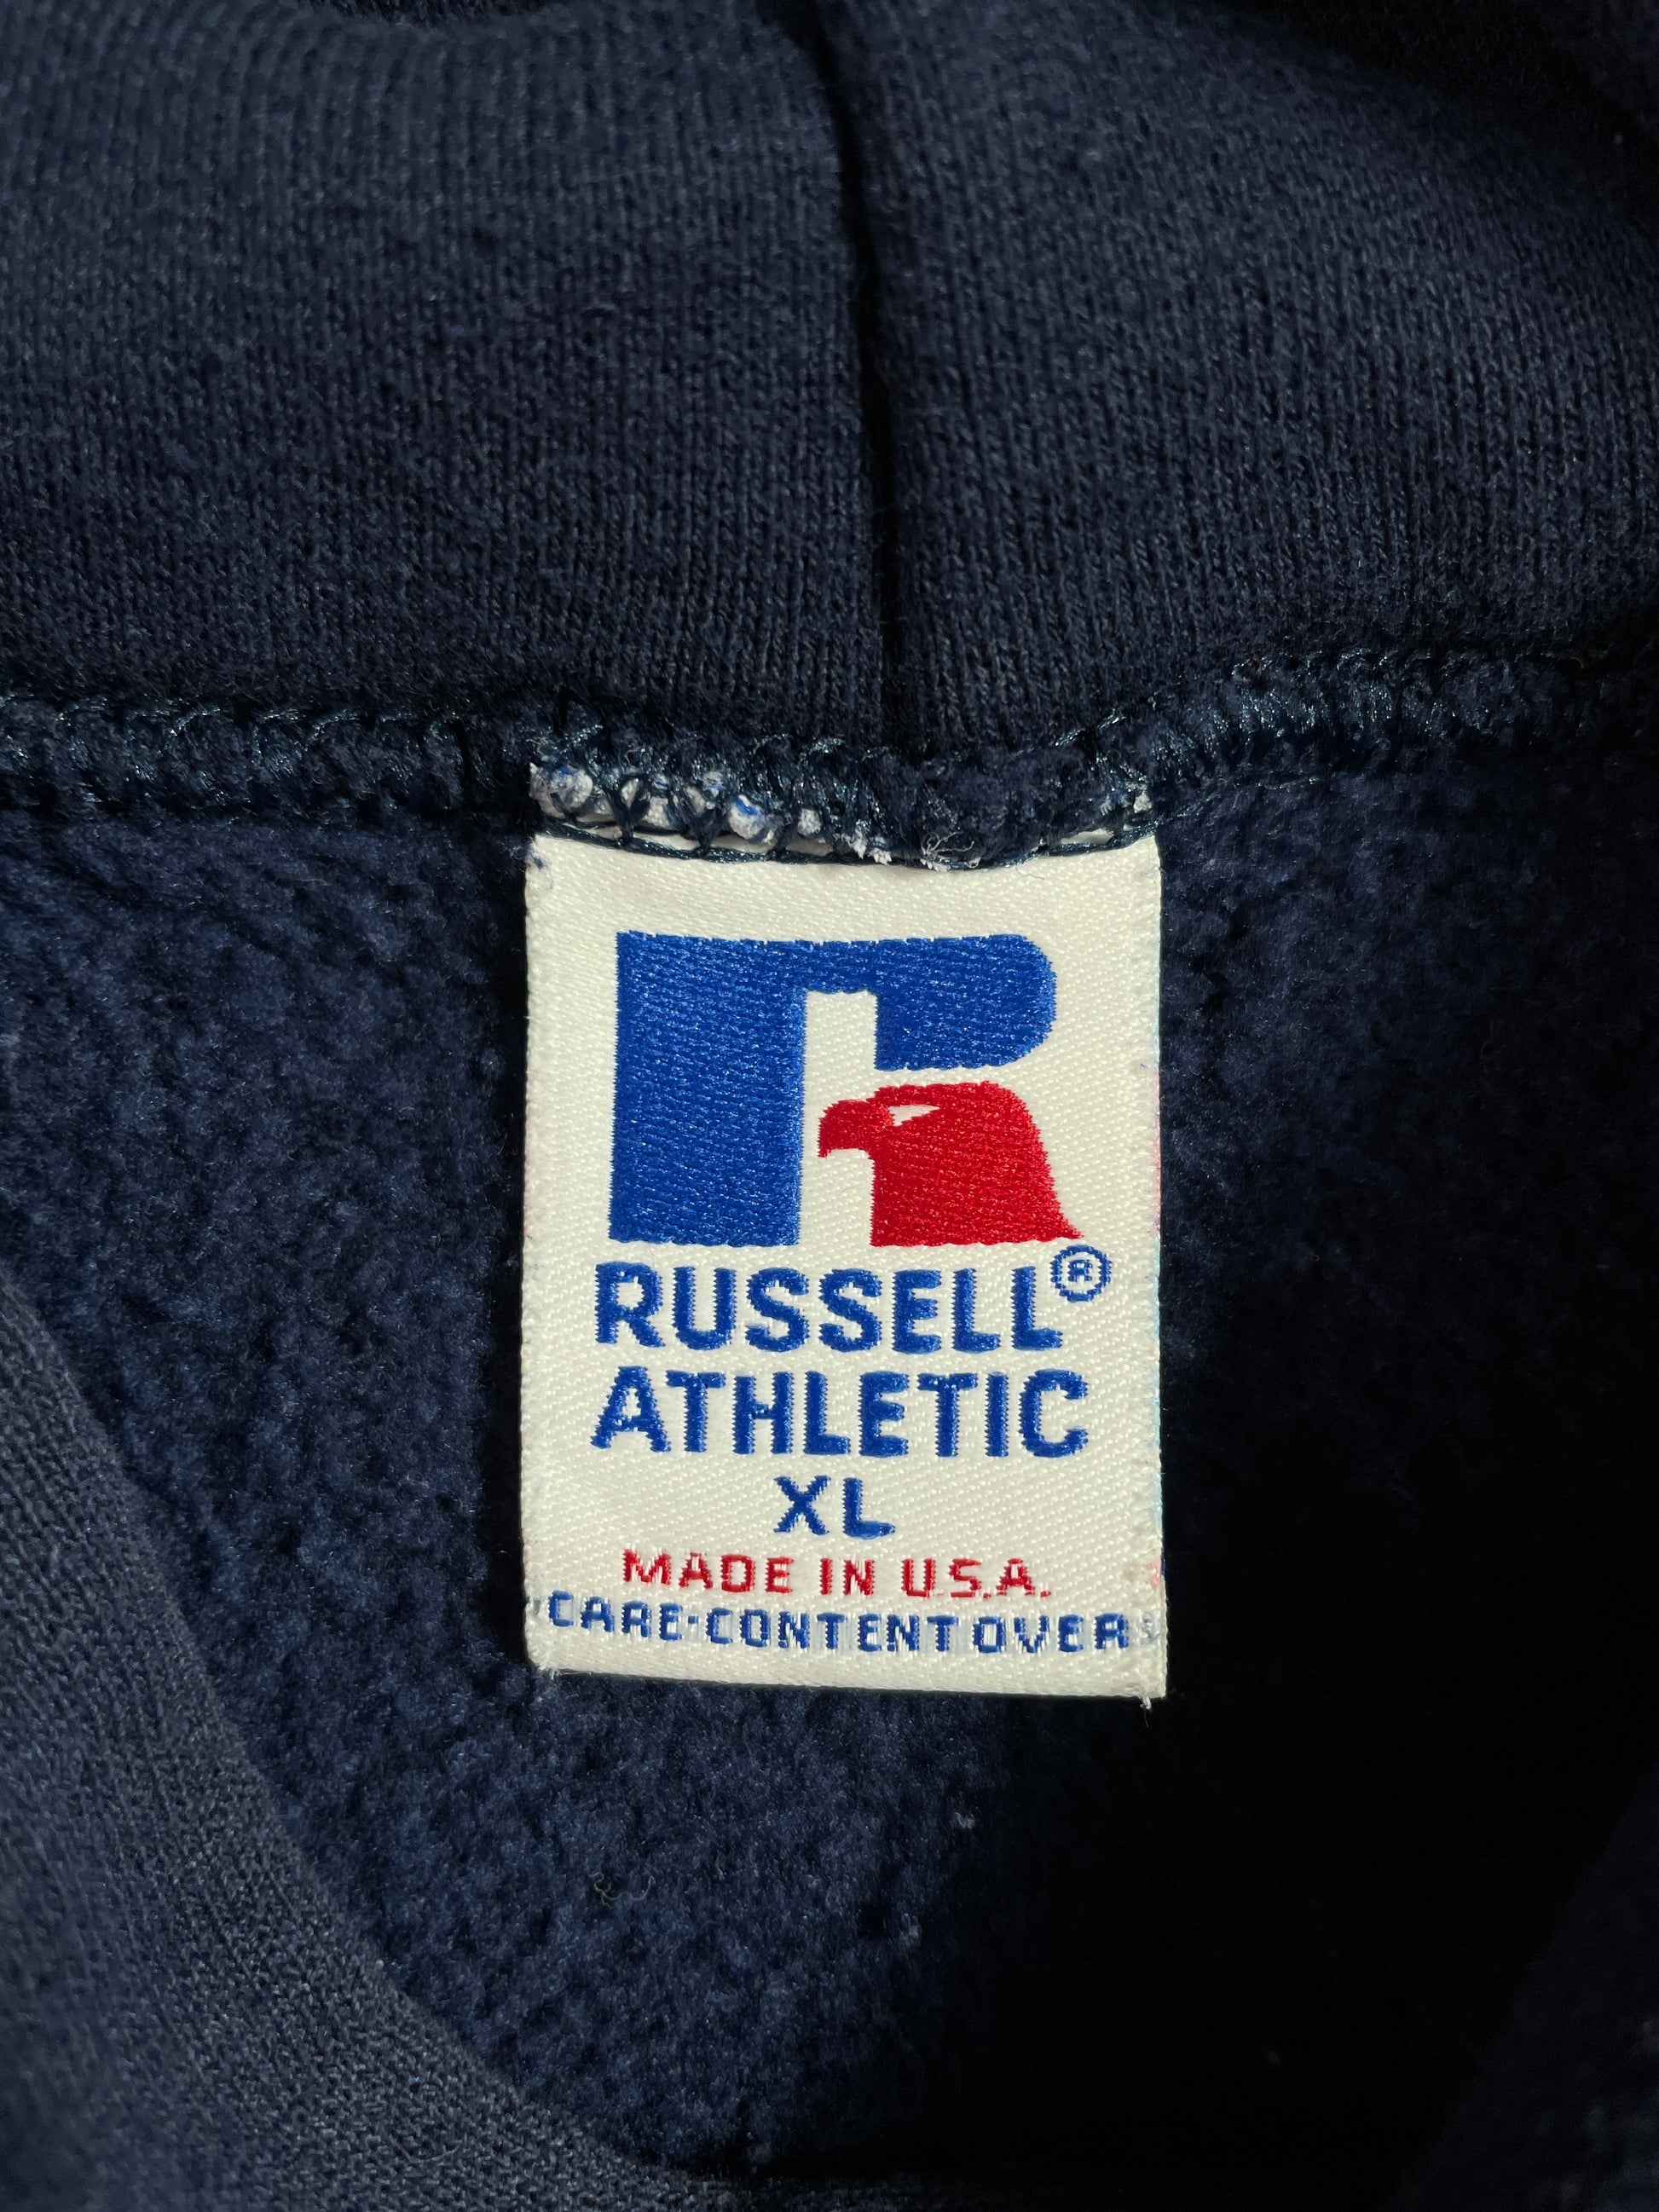 RUSSELL®
ATHLETIC
XL
MADE IN U.S.A.
CARE·CONTENT OVER